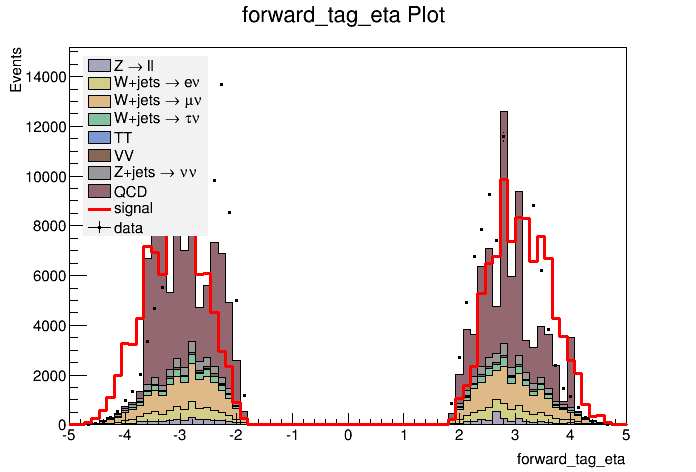 forward_tag_eta Plot
Events
14000
12000
10000
8000
6000
4000
2000
0
Z → ll
W+jets → eν
W+jets → μν
W+jets → τν
TT
VV
Z+jets → νν
QCD
signal
data
-5 -4 -3 -2 -1 0 1 2 3 4 5
forward_tag_eta